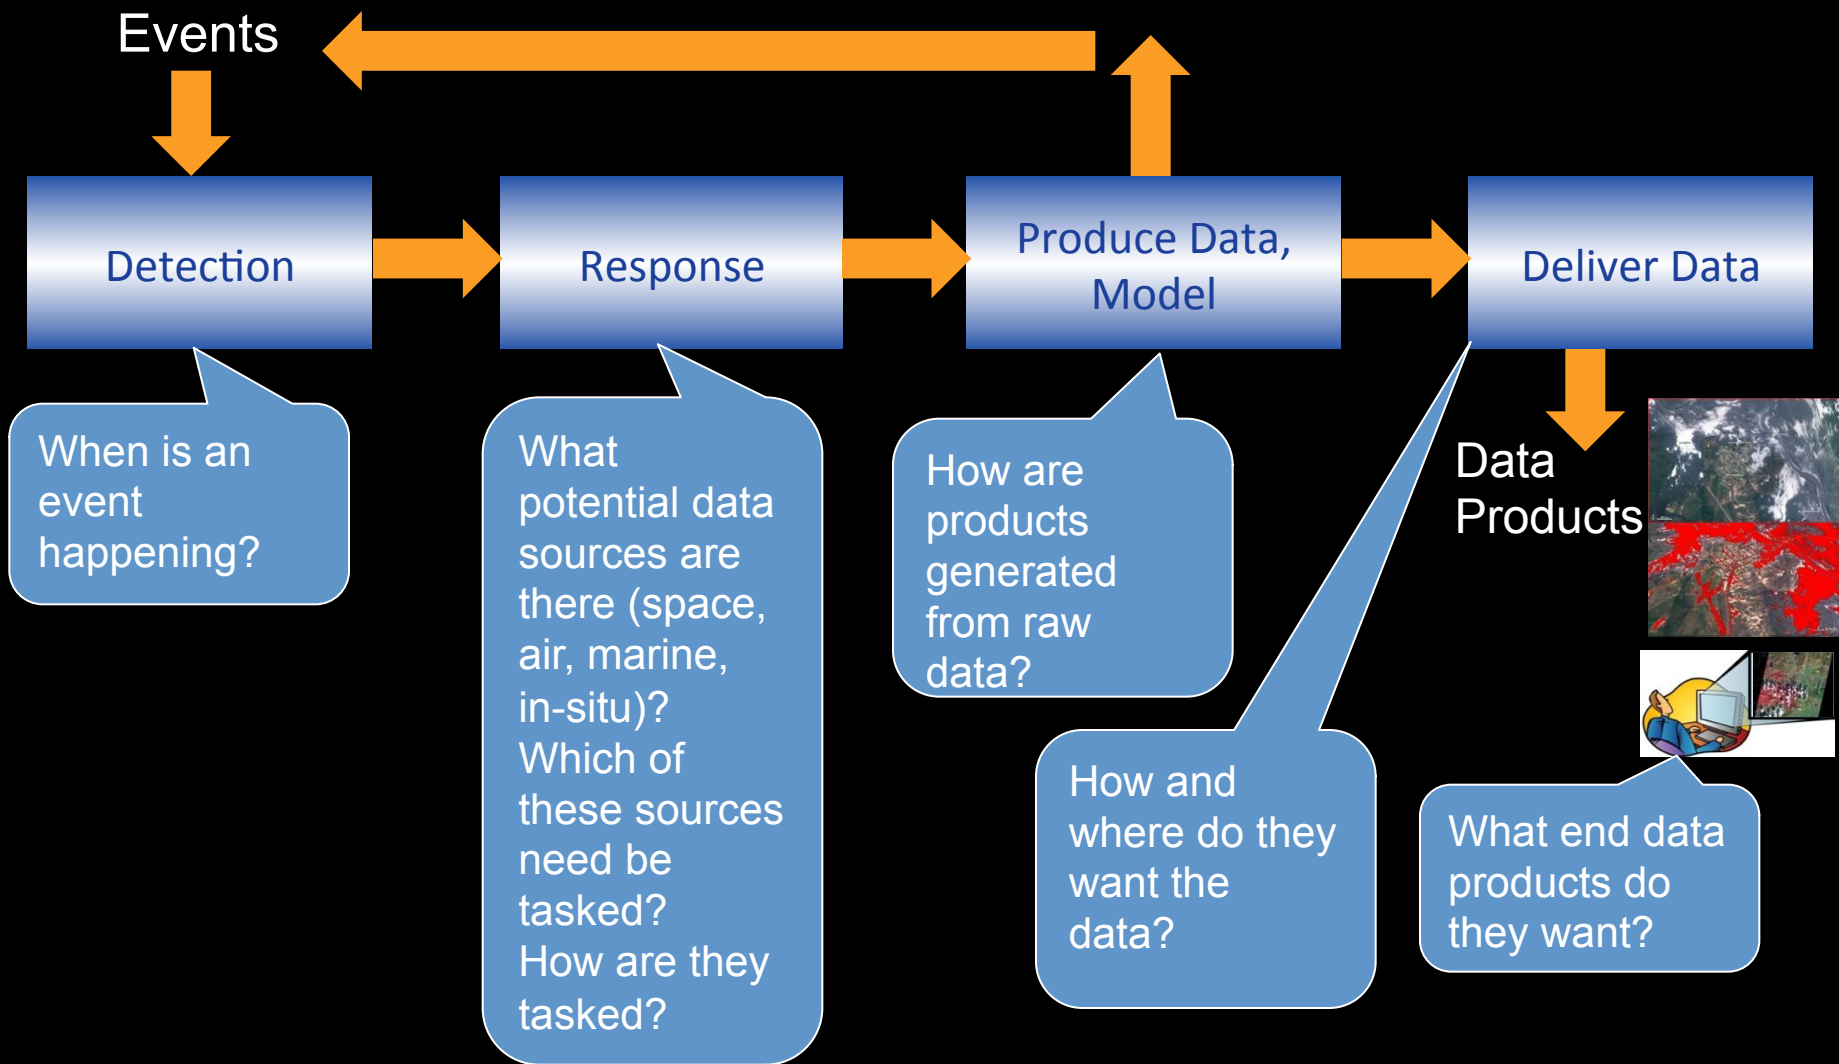 Events
Detection
Response
Produce Data,
Model
Deliver Data
When is an
event
happening?
What
potential data
sources are
there (space,
air, marine,
in-situ)?
Which of
these sources
need be
tasked?
How are they
tasked?
How are
products
generated
from raw
data?
How and
where do they
want the
data?
Data
Products
What end data
products do
they want?